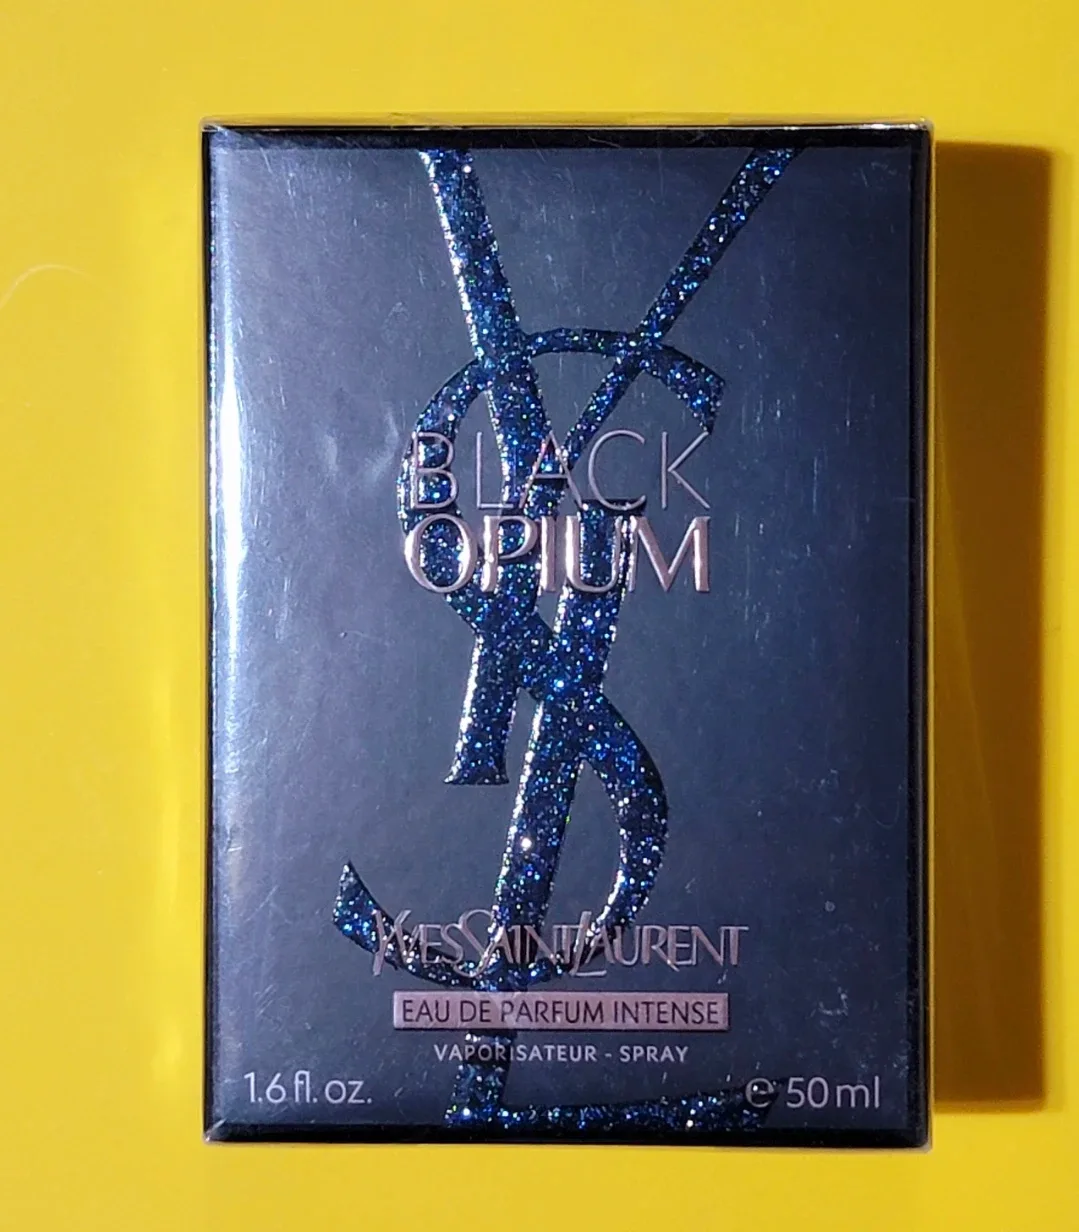 BLACK
OPIUM
YVESSAINTLAURENT
EAU DE PARFUM INTENSE
VAPORISATEUR - SPRAY
1.6 fl. oz. ℮ 50 ml